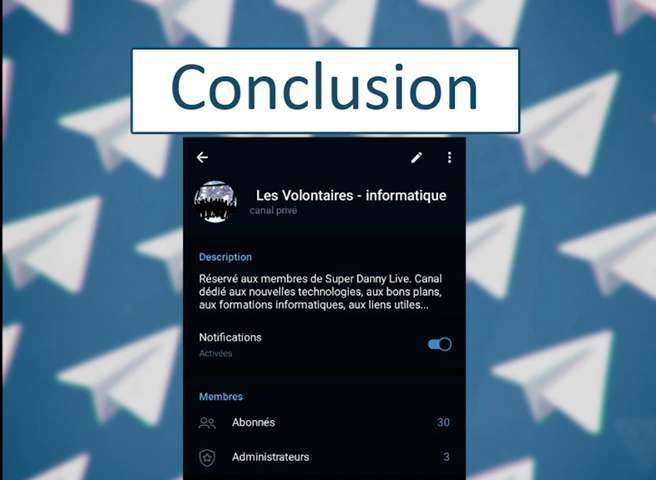 Conclusion
Les Volontaires - informatique
canal privé
Description
Réservé aux membres de Super Danny Live. Canal
dédié aux nouvelles technologies, aux bons plans,
aux formations informatiques, aux liens utiles...
Notifications
Activées
Membres
Abonnés 30
Administrateurs 3